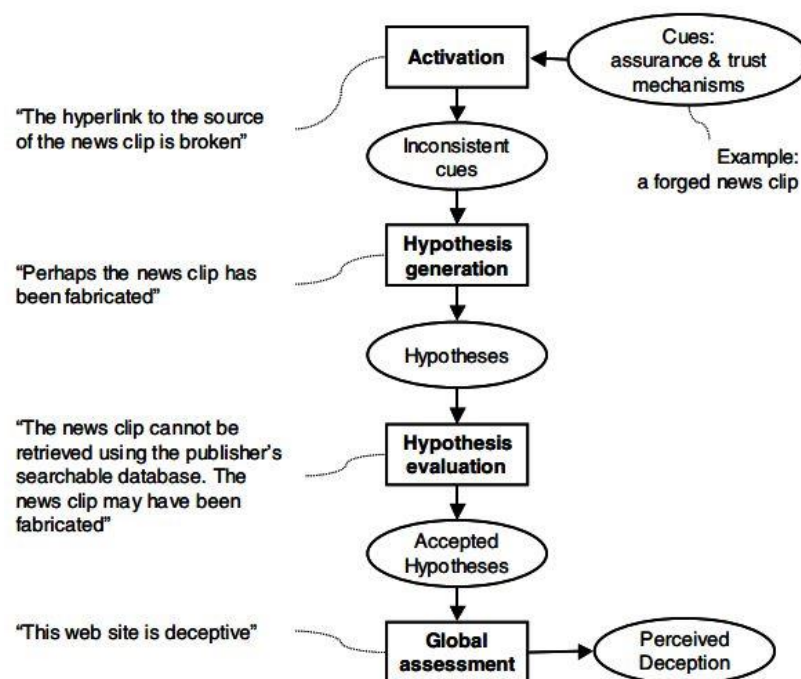 Activation
Cues:
assurance & trust
mechanisms
“The hyperlink to the source
of the news clip is broken”
Inconsistent
cues
Example:
a forged news clip
Hypothesis
generation
“Perhaps the news clip has
been fabricated”
Hypotheses
“The news clip cannot be
retrieved using the publisher’s
searchable database. The
news clip may have been
fabricated”
Hypothesis
evaluation
Accepted
Hypotheses
“This web site is deceptive”
Global
assessment
Perceived
Deception